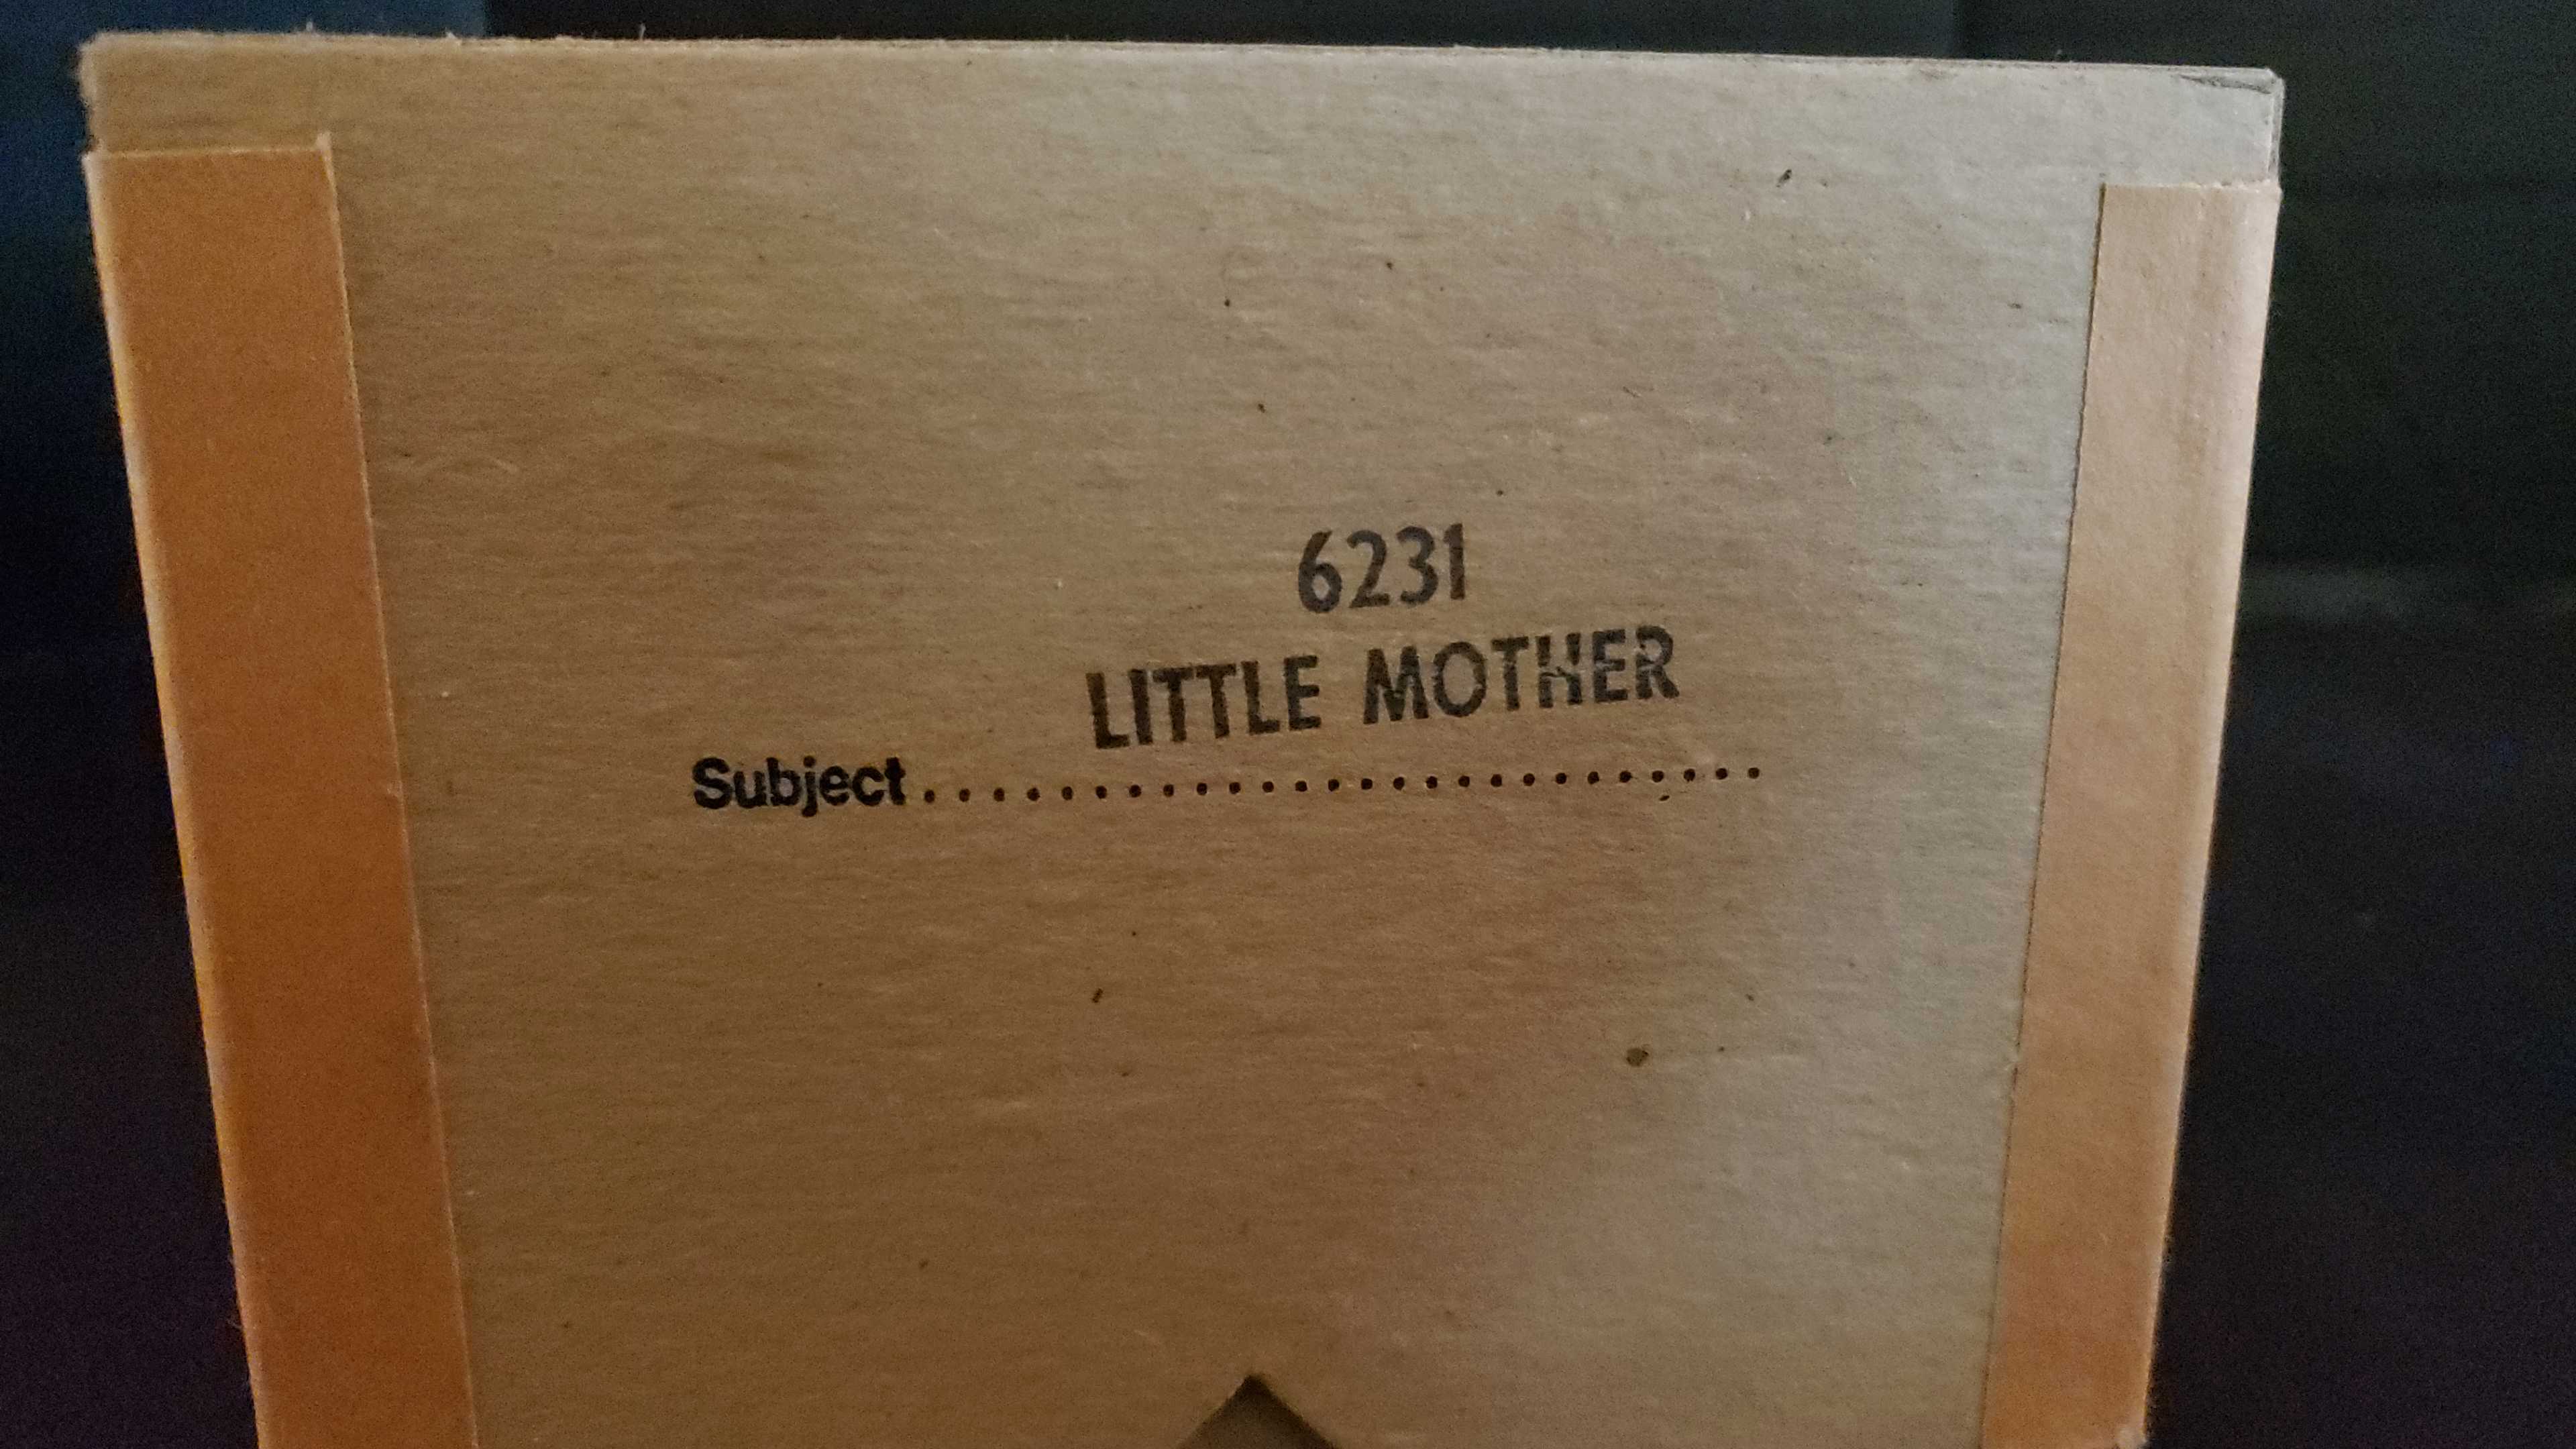 6231
LITTLE MOTHER
Subject..............................